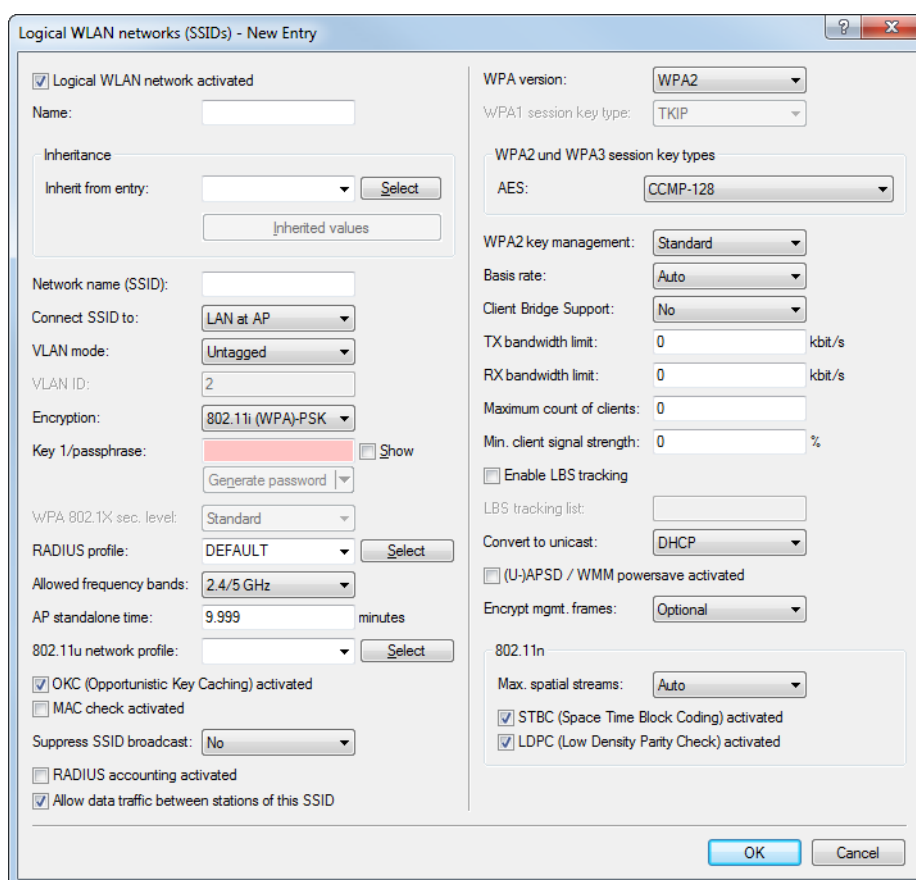 Logical WLAN networks (SSIDs) - New Entry
Logical WLAN network activated
Name:
Inheritance
Inherit from entry:
Select
Inherited values
Network name (SSID):
Connect SSID to:
LAN at AP
VLAN mode:
Untagged
VLAN ID:
2
Encryption:
802.11i (WPA)-PSK
Key 1/passphrase:
Show
Generate password
WPA 802.1X sec. level:
Standard
RADIUS profile:
DEFAULT
Select
Allowed frequency bands:
2.4/5 GHz
AP standalone time:
9.999
minutes
802.11u network profile:
Select
OKC (Opportunistic Key Caching) activated
MAC check activated
Suppress SSID broadcast:
No
RADIUS accounting activated
Allow data traffic between stations of this SSID
WPA version:
WPA2
WPA1 session key type:
TKIP
WPA2 und WPA3 session key types
AES:
CCMP-128
WPA2 key management:
Standard
Basis rate:
Auto
Client Bridge Support:
No
TX bandwidth limit:
0
kbit/s
RX bandwidth limit:
0
kbit/s
Maximum count of clients:
0
Min. client signal strength:
0
%
Enable LBS tracking
LBS tracking list:
Convert to unicast:
DHCP
(U-)APSD / WMM powersave activated
Encrypt mgmt. frames:
Optional
802.11n
Max. spatial streams:
Auto
STBC (Space Time Block Coding) activated
LDPC (Low Density Parity Check) activated
OK
Cancel